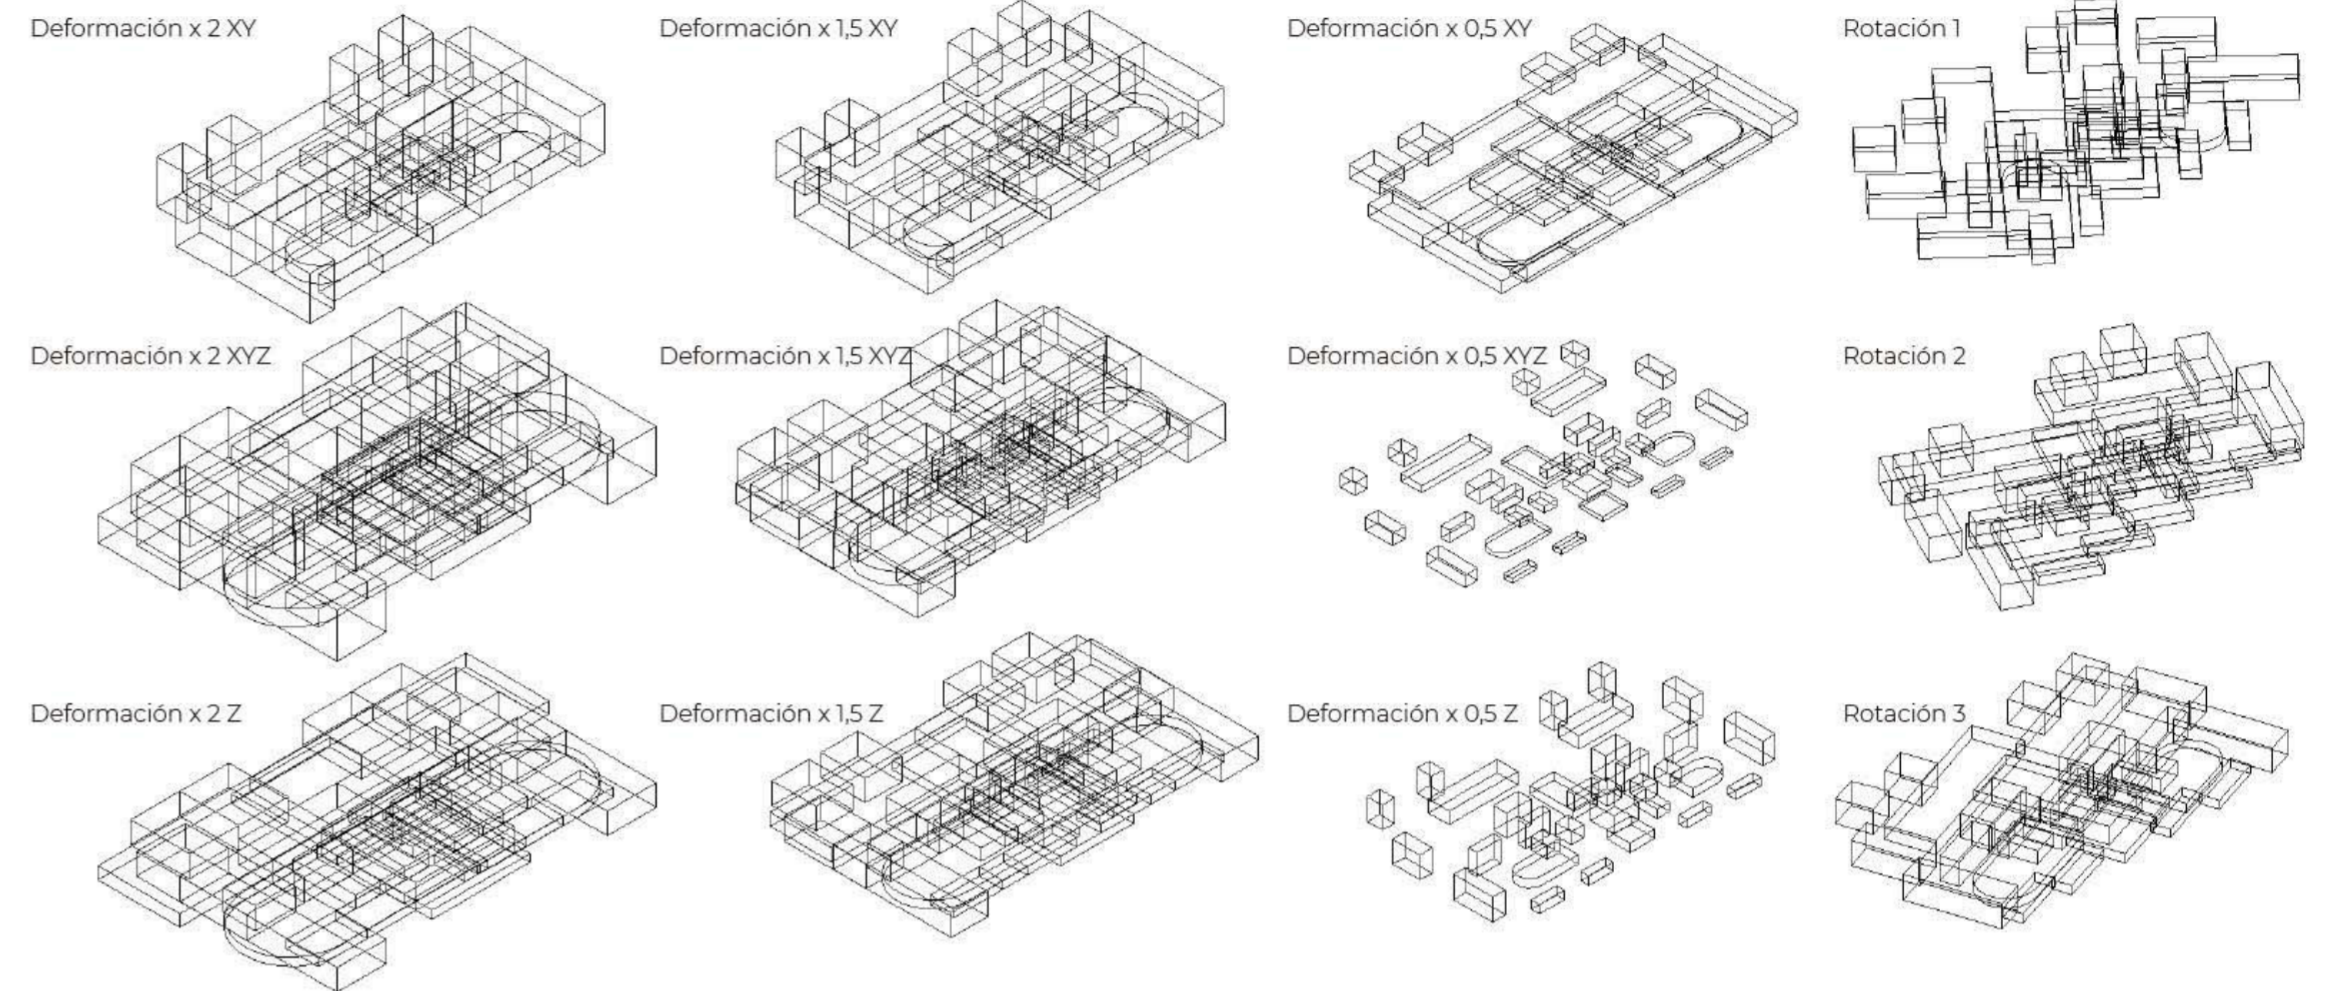 Deformación x 2 XY
Deformación x 1,5 XY
Deformación x 0,5 XY
Rotación 1
Deformación x 2 XYZ
Deformación x 1,5 XYZ
Deformación x 0,5 XYZ
Rotación 2
Deformación x 2 Z
Deformación x 1,5 Z
Deformación x 0,5 Z
Rotación 3